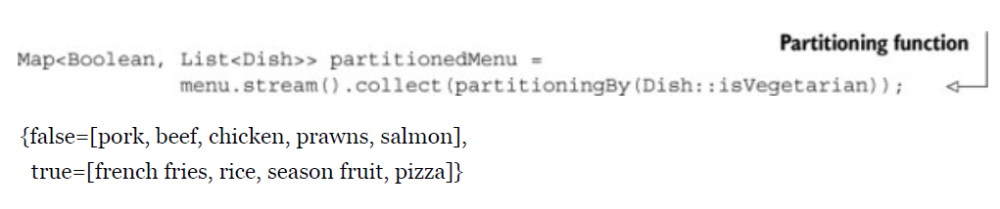 Partitioning function
Map<Boolean, List<Dish>> partitionedMenu =
menu.stream().collect(partitioningBy(Dish::isVegetarian));
{false=[pork, beef, chicken, prawns, salmon],
true=[french fries, rice, season fruit, pizza]}